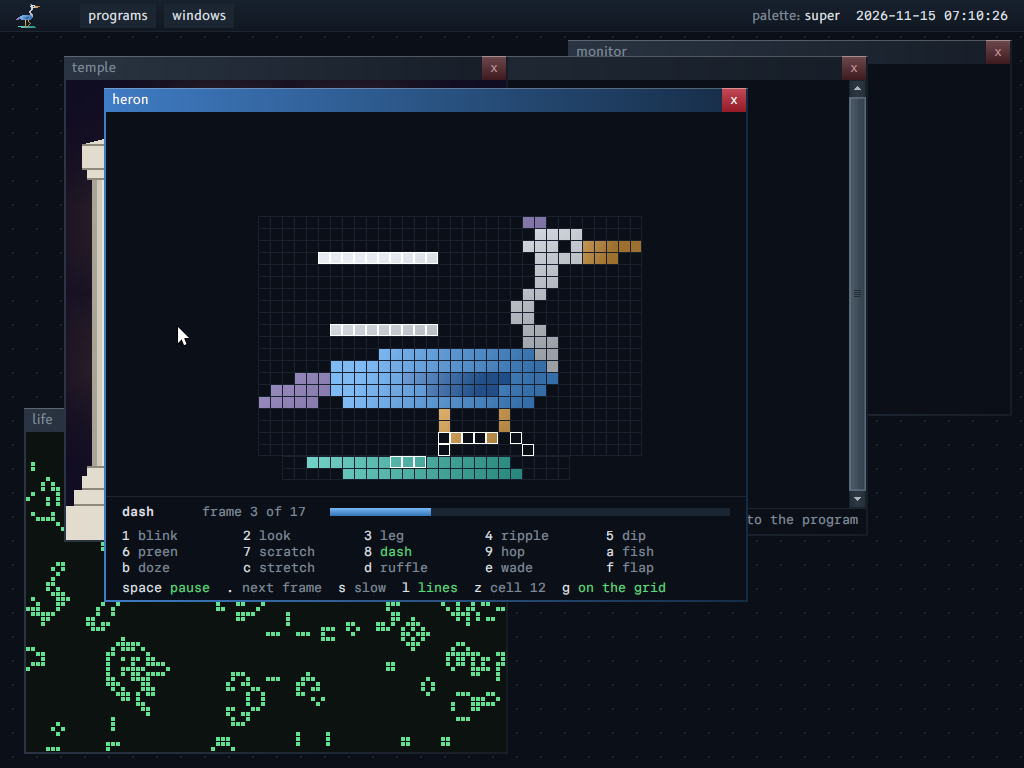 programs windows palette: super 2026-11-15 07:10:26
monitor x
temple x x
heron x
life
to the program
dash frame 3 of 17
1 blink 2 look 3 leg 4 ripple 5 dip
6 preen 7 scratch 8 dash 9 hop a fish
b doze c stretch d ruffle e wade f flap
space pause . next frame s slow l lines z cell 12 g on the grid